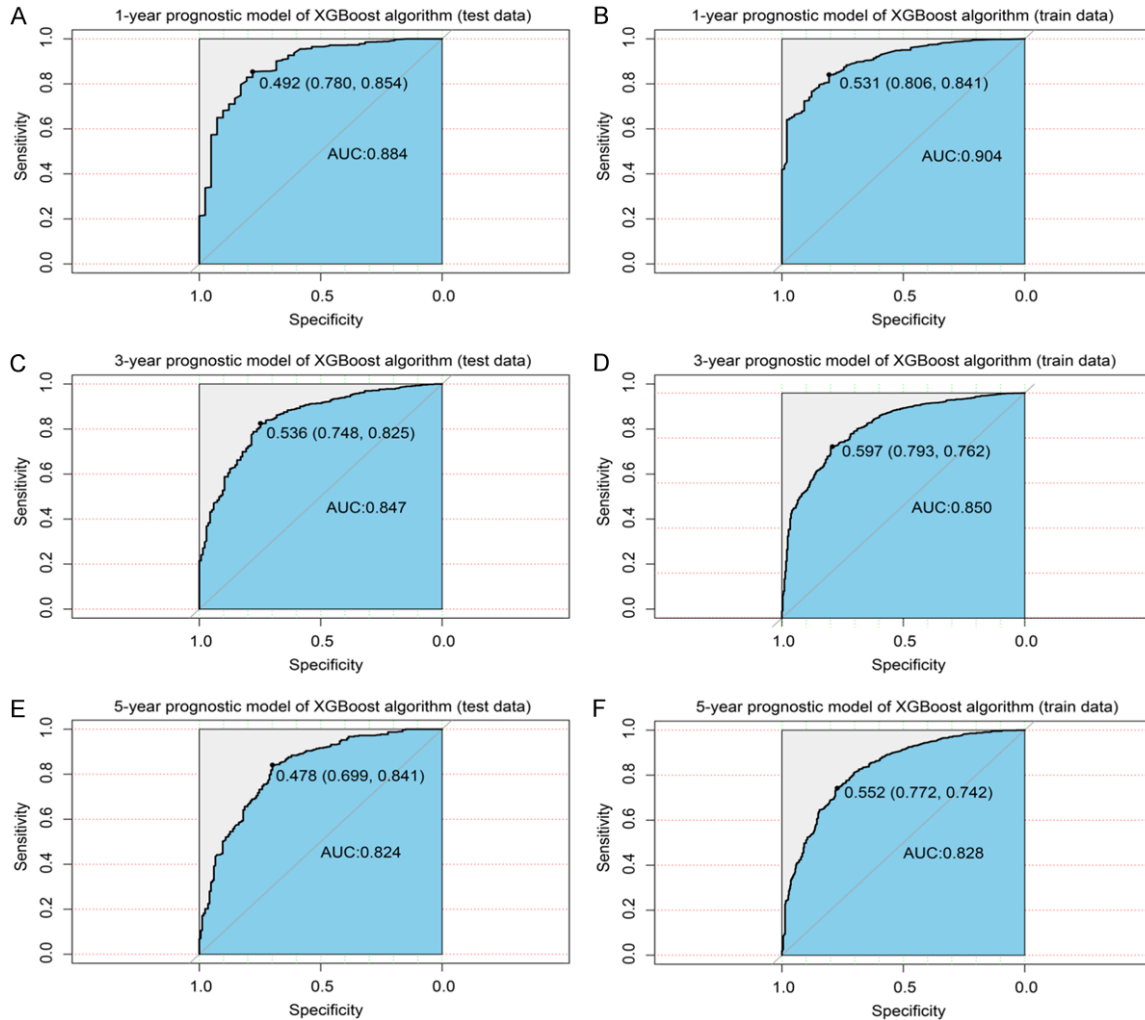 A
1-year prognostic model of XGBoost algorithm (test data)
Sensitivity
1.0
0.8
0.6
0.4
0.2
0.0
0.492 (0.780, 0.854)
AUC:0.884
1.0
0.5
0.0
Specificity
B
1-year prognostic model of XGBoost algorithm (train data)
Sensitivity
1.0
0.8
0.6
0.4
0.2
0.0
0.531 (0.806, 0.841)
AUC:0.904
1.0
0.5
0.0
Specificity
C
3-year prognostic model of XGBoost algorithm (test data)
Sensitivity
1.0
0.8
0.6
0.4
0.2
0.0
0.536 (0.748, 0.825)
AUC:0.847
1.0
0.5
0.0
Specificity
D
3-year prognostic model of XGBoost algorithm (train data)
Sensitivity
1.0
0.8
0.6
0.4
0.2
0.0
0.597 (0.793, 0.762)
AUC:0.850
1.0
0.5
0.0
Specificity
E
5-year prognostic model of XGBoost algorithm (test data)
Sensitivity
1.0
0.8
0.6
0.4
0.2
0.0
0.478 (0.699, 0.841)
AUC:0.824
1.0
0.5
0.0
Specificity
F
5-year prognostic model of XGBoost algorithm (train data)
Sensitivity
1.0
0.8
0.6
0.4
0.2
0.0
0.552 (0.772, 0.742)
AUC:0.828
1.0
0.5
0.0
Specificity